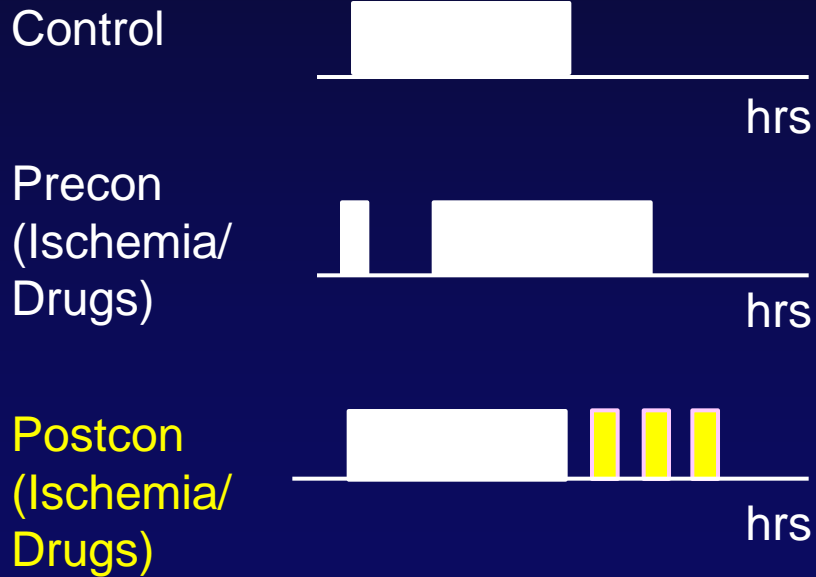 Control
hrs
Precon
(Ischemia/
Drugs)
hrs
Postcon
(Ischemia/
Drugs)
hrs